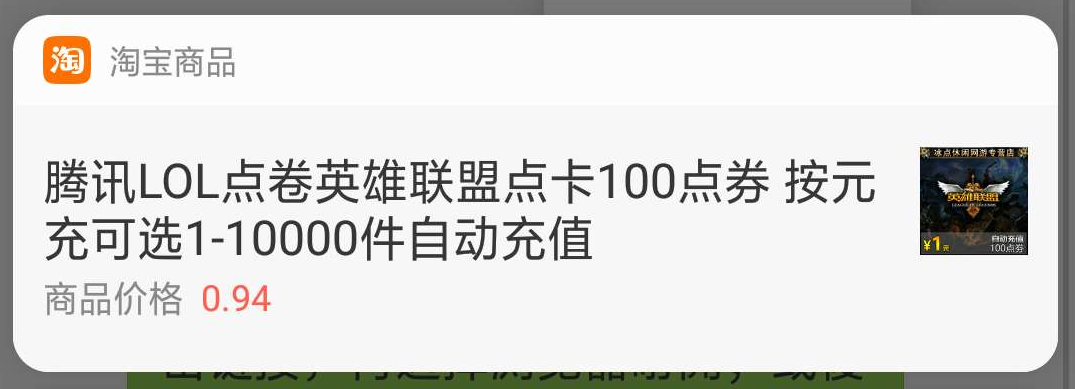 淘 淘宝商品
腾讯LOL点卷英雄联盟点卡100点券 按元
充可选1-10000件自动充值
商品价格 0.94
冰点休闲网游专营店
英雄联盟
¥1元
自动充值
100点券